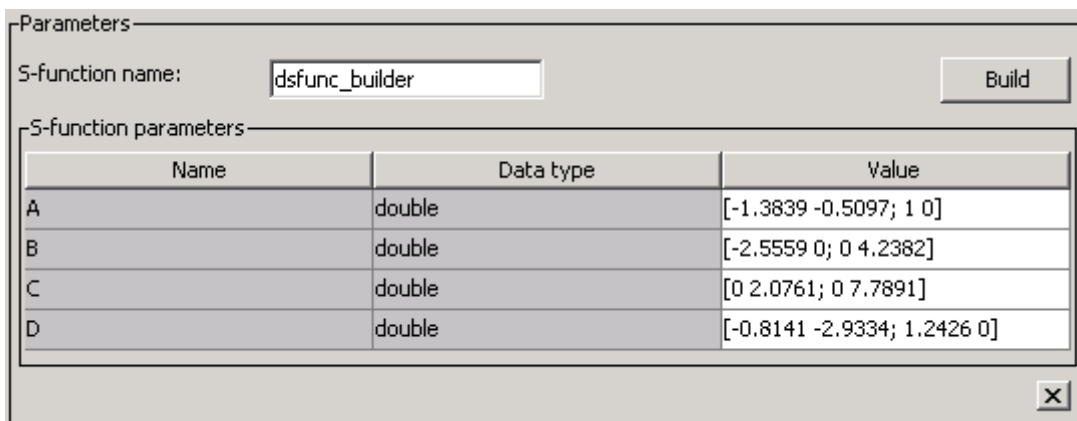 Parameters
S-function name: dsfunc_builder Build
S-function parameters
Name Data type Value
A double [-1.3839 -0.5097; 1 0]
B double [-2.5559 0; 0 4.2382]
C double [0 2.0761; 0 7.7891]
D double [-0.8141 -2.9334; 1.2426 0]